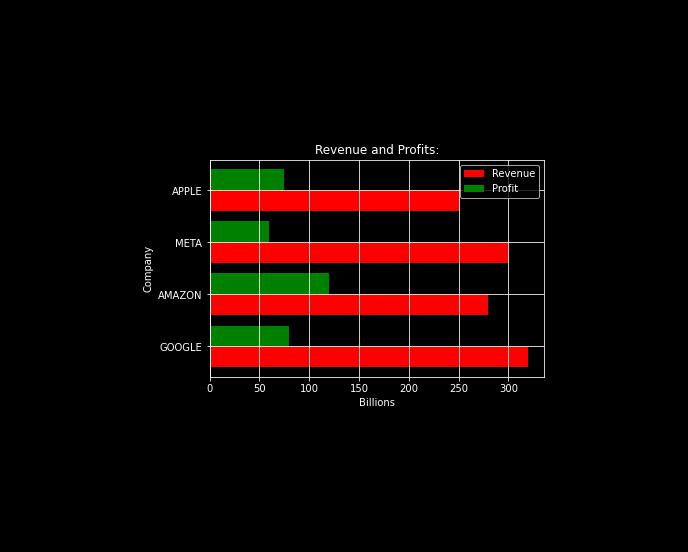 Revenue and Profits:
Revenue
Profit
APPLE
META
AMAZON
GOOGLE
Company
0 50 100 150 200 250 300
Billions